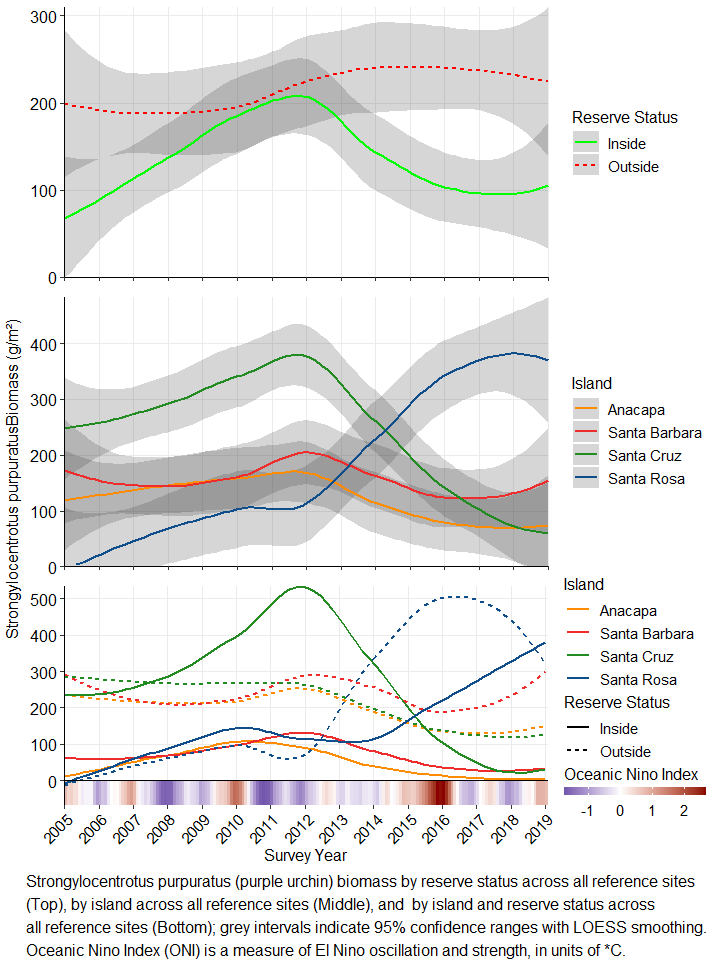 300
200
100
0
Reserve Status
Inside
Outside
Strongylocentrotus purpuratusBiomass (g/m²)
400
300
200
100
0
Island
Anacapa
Santa Barbara
Santa Cruz
Santa Rosa
500
400
300
200
100
0
Island
Anacapa
Santa Barbara
Santa Cruz
Santa Rosa
Reserve Status
Inside
Outside
Oceanic Nino Index
-1 0 1 2
2005 2006 2007 2008 2009 2010 2011 2012 2013 2014 2015 2016 2017 2018 2019
Survey Year
Strongylocentrotus purpuratus (purple urchin) biomass by reserve status across all reference sites
(Top), by island across all reference sites (Middle), and by island and reserve status across
all reference sites (Bottom); grey intervals indicate 95% confidence ranges with LOESS smoothing.
Oceanic Nino Index (ONI) is a measure of El Nino oscillation and strength, in units of *C.